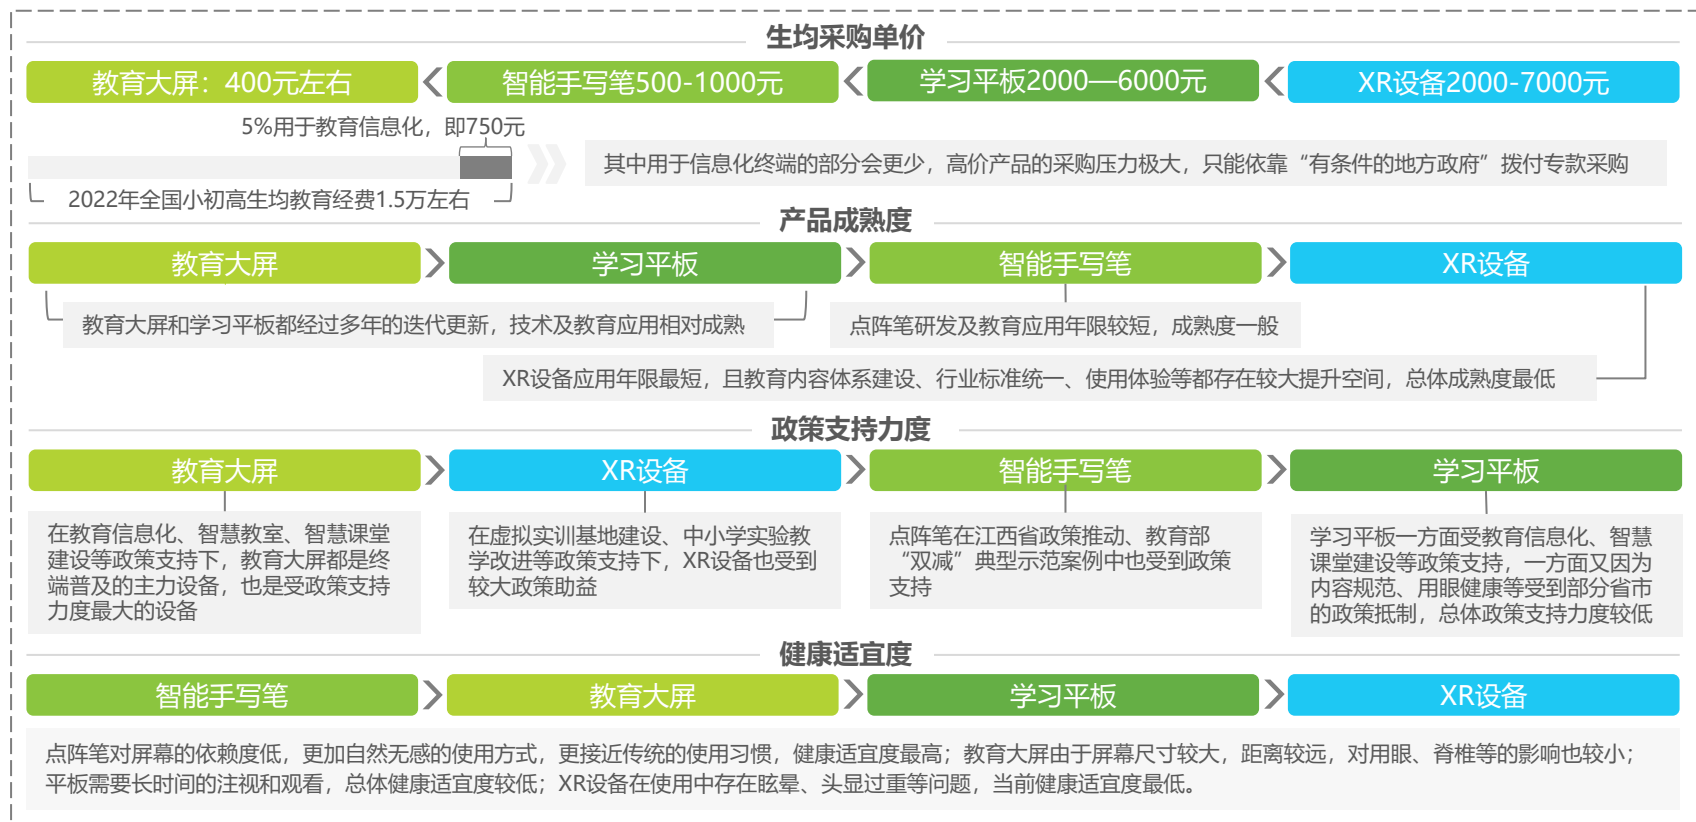 生均采购单价
教育大屏：400元左右
智能手写笔500-1000元
学习平板2000—6000元
XR设备2000-7000元
5%用于教育信息化，即750元
其中用于信息化终端的部分会更少，高价产品的采购压力极大，只能依靠“有条件的地方政府”拨付专款采购
2022年全国小初高生均教育经费1.5万左右
产品成熟度
教育大屏
学习平板
智能手写笔
XR设备
教育大屏和学习平板都经过多年的迭代更新，技术及教育应用相对成熟
点阵笔研发及教育应用年限较短，成熟度一般
XR设备应用年限最短，且教育内容体系建设、行业标准统一、使用体验等都存在较大提升空间，总体成熟度最低
政策支持力度
教育大屏
XR设备
智能手写笔
学习平板
在教育信息化、智慧教室、智慧课堂
建设等政策支持下，教育大屏都是终
端普及的主力设备，也是受政策支持
力度最大的设备
在虚拟实训基地建设、中小学实验教
学改进等政策支持下，XR设备也受到
较大政策助益
点阵笔在江西省政策推动、教育部
“双减”典型示范案例中也受到政策
支持
学习平板一方面受教育信息化、智慧
课堂建设等政策支持，一方面又因为
内容规范、用眼健康等受到部分省市
的政策抵制，总体政策支持力度较低
健康适宜度
智能手写笔
教育大屏
学习平板
XR设备
点阵笔对屏幕的依赖度低，更加自然无感的使用方式，更接近传统的使用习惯，健康适宜度最高；教育大屏由于屏幕尺寸较大，距离较远，对用眼、脊椎等的影响也较小；
平板需要长时间的注视和观看，总体健康适宜度较低；XR设备在使用中存在眩晕、头显过重等问题，当前健康适宜度最低。